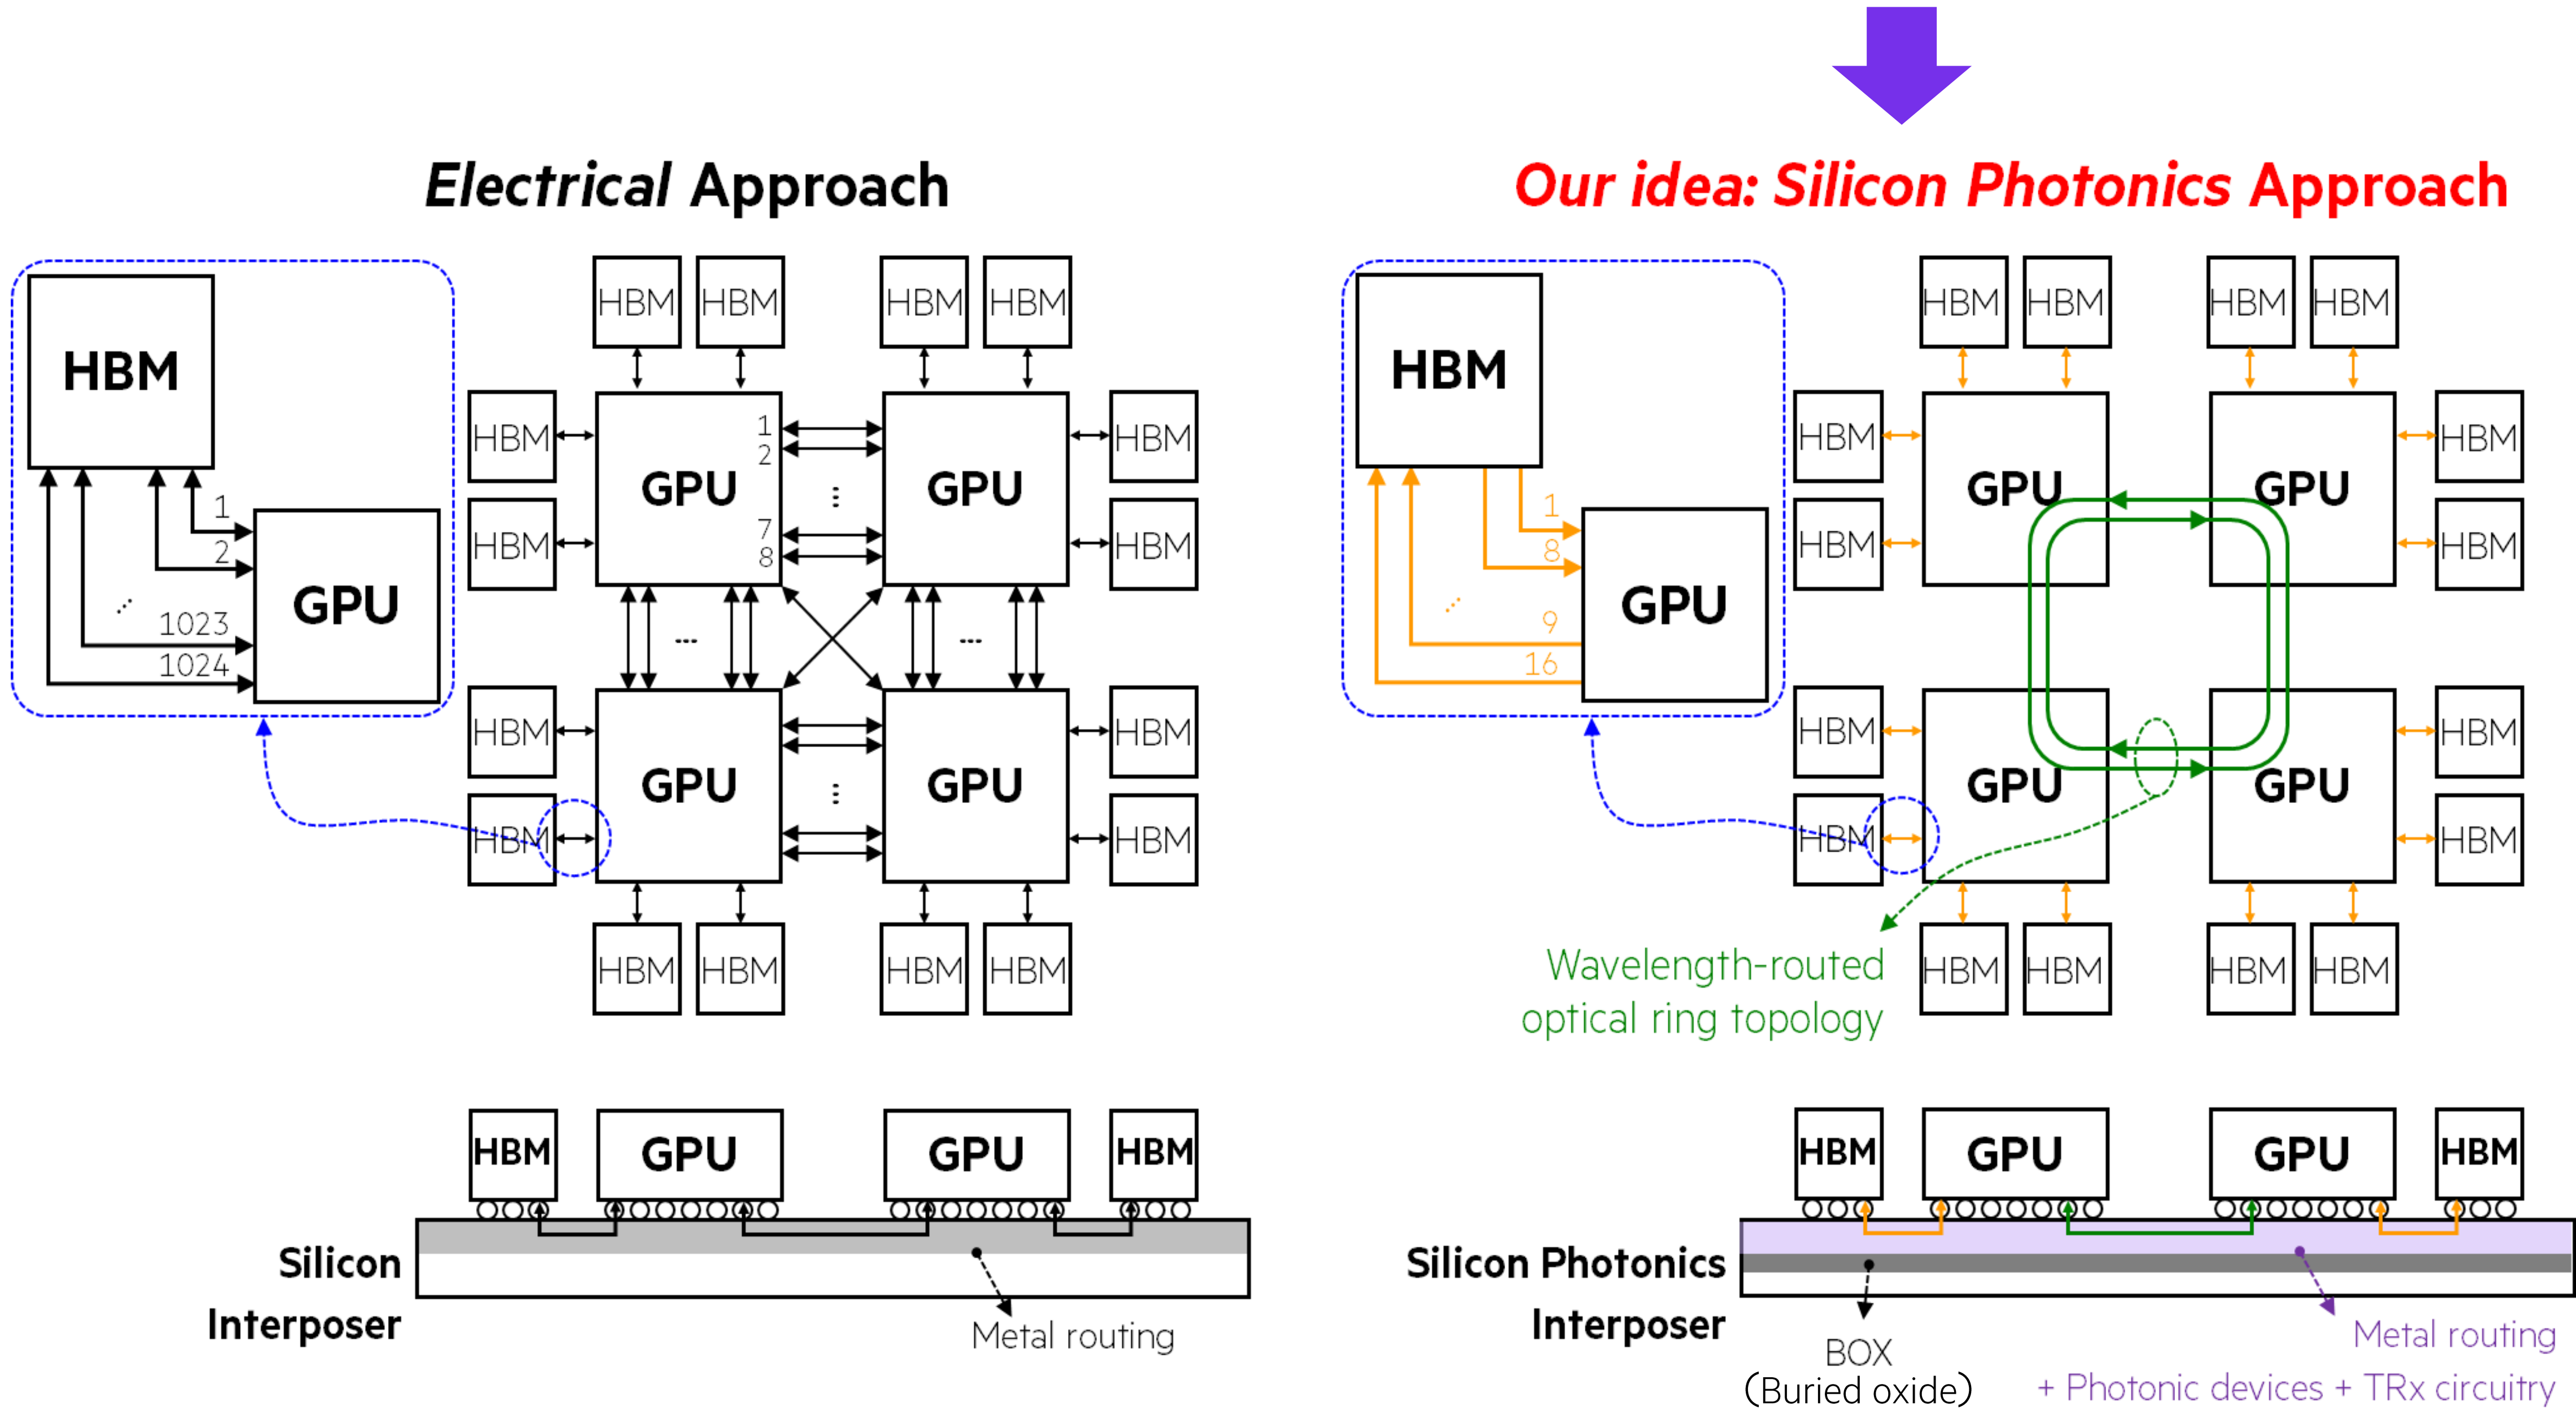 Electrical Approach
Our idea: Silicon Photonics Approach
HBM HBM HBM HBM
HBM
1
2
⋰
1023
1024
GPU
HBM
HBM
HBM
HBM
GPU
1
2
⋮
7
8
GPU
HBM
HBM
...
...
GPU
⋮
GPU
HBM
HBM
HBM HBM HBM HBM
HBM
1
8
⋰
9
16
GPU
HBM HBM HBM HBM
HBM
HBM
GPU
GPU
HBM
HBM
HBM
HBM
GPU
GPU
HBM
HBM
HBM HBM HBM HBM
Wavelength-routed
optical ring topology
HBM GPU GPU HBM
Silicon
Interposer
Metal routing
HBM GPU GPU HBM
Silicon Photonics
Interposer
BOX
(Buried oxide)
Metal routing
+ Photonic devices + TRx circuitry